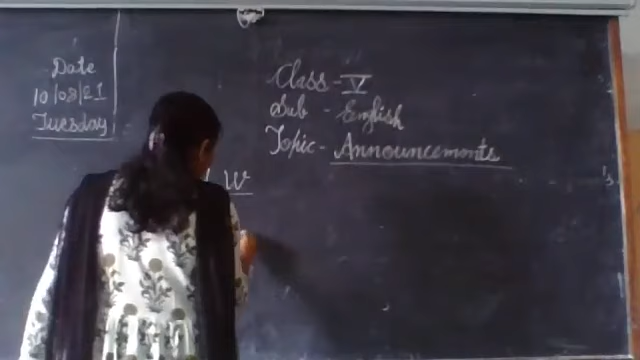 Date
10/08/21
Tuesday
Class - V
Sub - English
Topic - Announcements
W